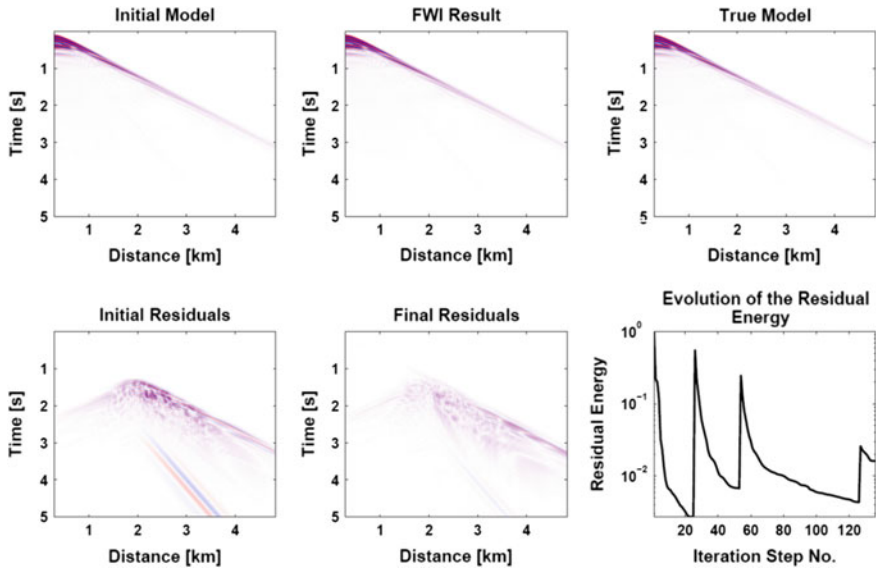 Initial Model
FWI Result
True Model
Time [s]
1
2
3
4
5
1 2 3 4
Distance [km]
Time [s]
1
2
3
4
5
1 2 3 4
Distance [km]
Time [s]
1
2
3
4
5
1 2 3 4
Distance [km]
Initial Residuals
Final Residuals
Evolution of the Residual
Energy
Time [s]
1
2
3
4
5
1 2 3 4
Distance [km]
Time [s]
1
2
3
4
5
1 2 3 4
Distance [km]
Residual Energy
10^0
10^-1
10^-2
20 40 60 80 100 120
Iteration Step No.